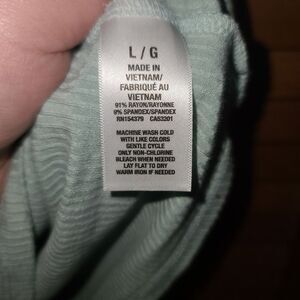 L / G
MADE IN
VIETNAM/
FABRIQUÉ AU
VIETNAM
91% RAYON/RAYONNE
9% SPANDEX/SPANDEX
RN154379 CA53201
MACHINE WASH COLD
WITH LIKE COLORS
GENTLE CYCLE
ONLY NON-CHLORINE
BLEACH WHEN NEEDED
LAY FLAT TO DRY
WARM IRON IF NEEDED